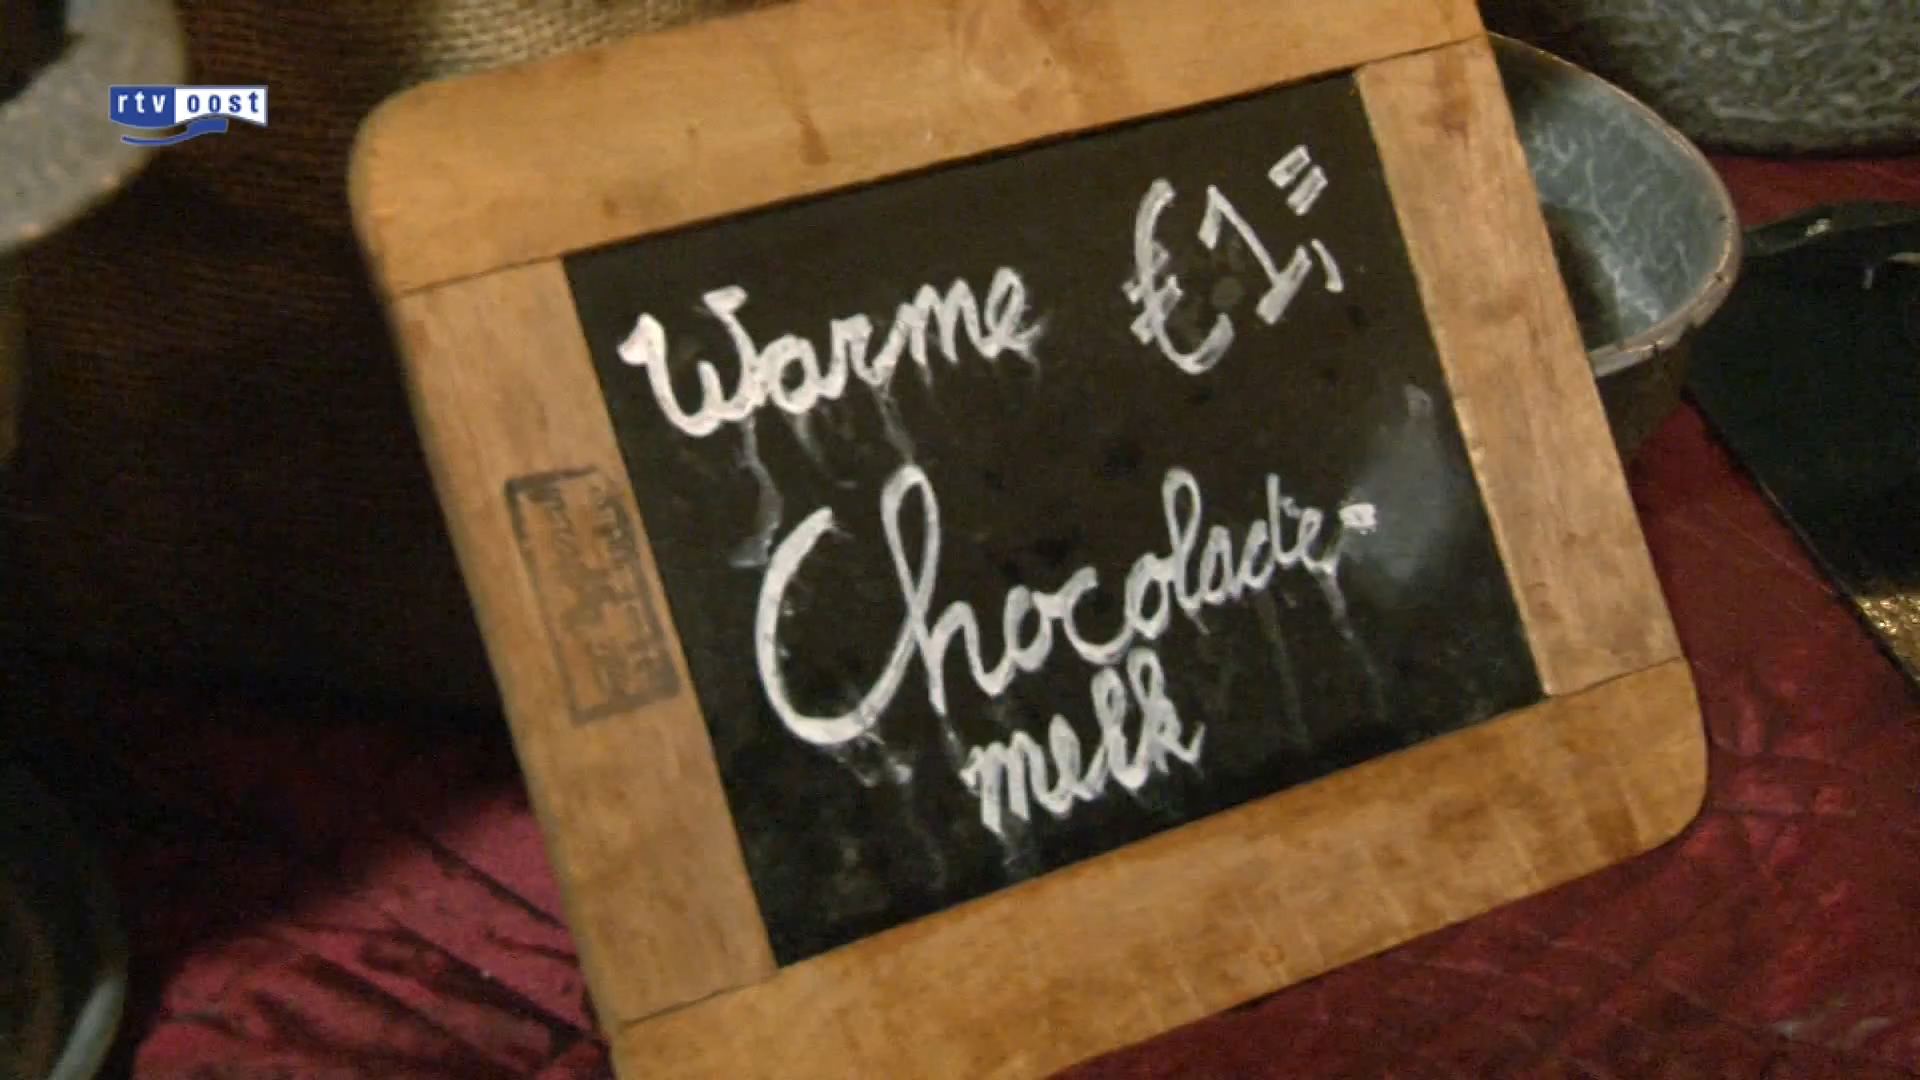 rtv oost
Warme €1,=
Chocolade-
melk